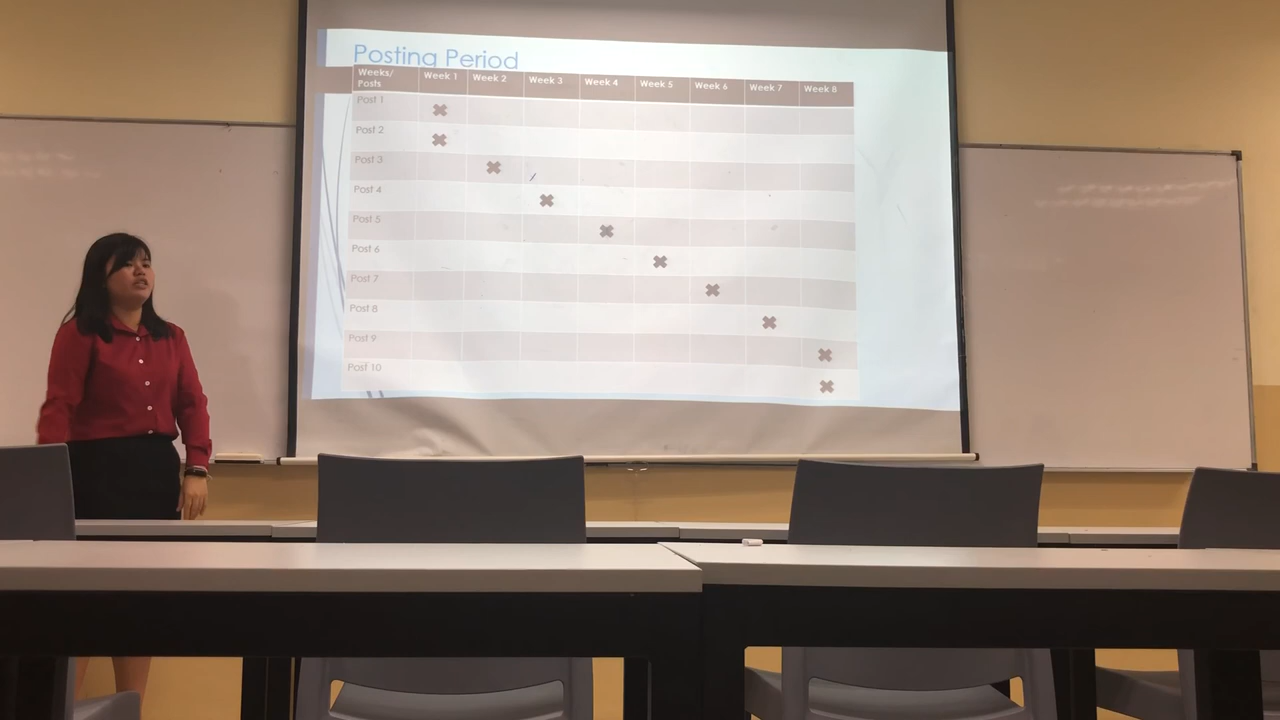 Posting Period
Weeks/ Posts Week 1 Week 2 Week 3 Week 4 Week 5 Week 6 Week 7 Week 8
Post 1
Post 2
Post 3
Post 4
Post 5
Post 6
Post 7
Post 8
Post 9
Post 10